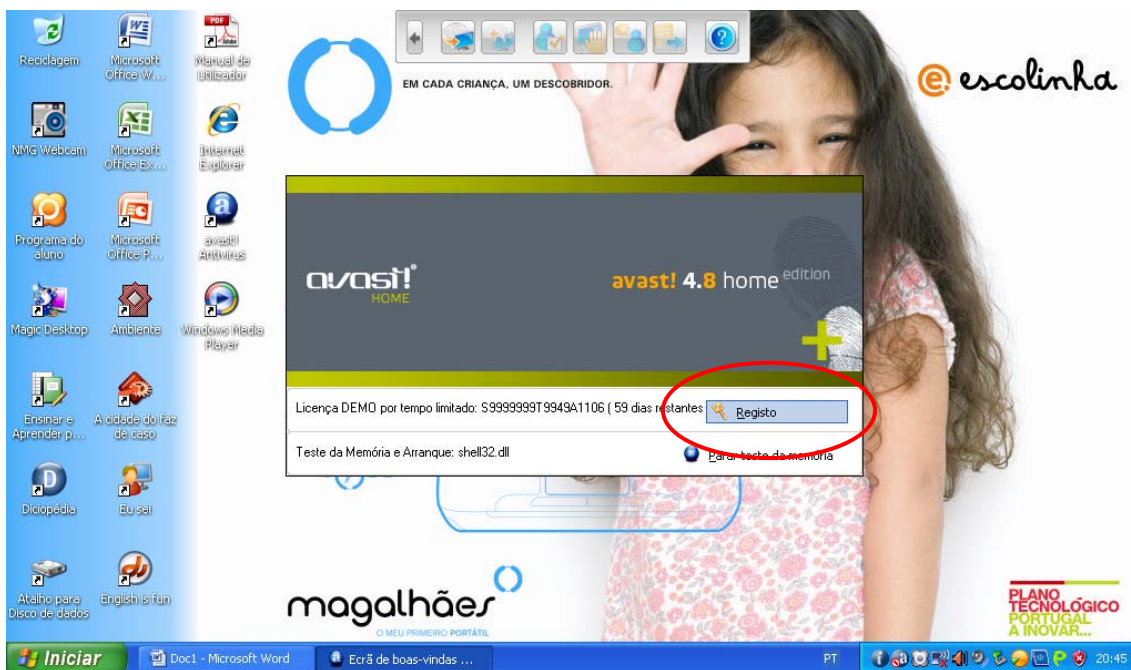 Reciclagem
Microsoft
Office W...
Manual de
Utilizador
NMG Webcam
Microsoft
Office Ex...
Internet
Explorer
Programa do
aluno
Microsoft
Office P...
avast!
Antivirus
Magic Desktop
Ambiente
Windows Media
Player
Ensinar e
Aprender p...
A cidade do faz
de caso
Diciopédia
Eu sei
Atalho para
Disco de dados
English is fun
EM CADA CRIANÇA, UM DESCOBRIDOR.
e. escolinha
avast!
HOME
avast! 4.8 home edition
Licença DEMO por tempo limitado: S9999999T9949A1106 ( 59 dias restantes
Registo
Teste da Memória e Arranque: shell32.dll
Parar teste da memória
magalhães
O MEU PRIMEIRO PORTÁTIL
PLANO
TECNOLÓGICO
PORTUGAL
A INOVAR...
Iniciar
Doc1 - Microsoft Word
Ecrã de boas-vindas ...
PT
20:45